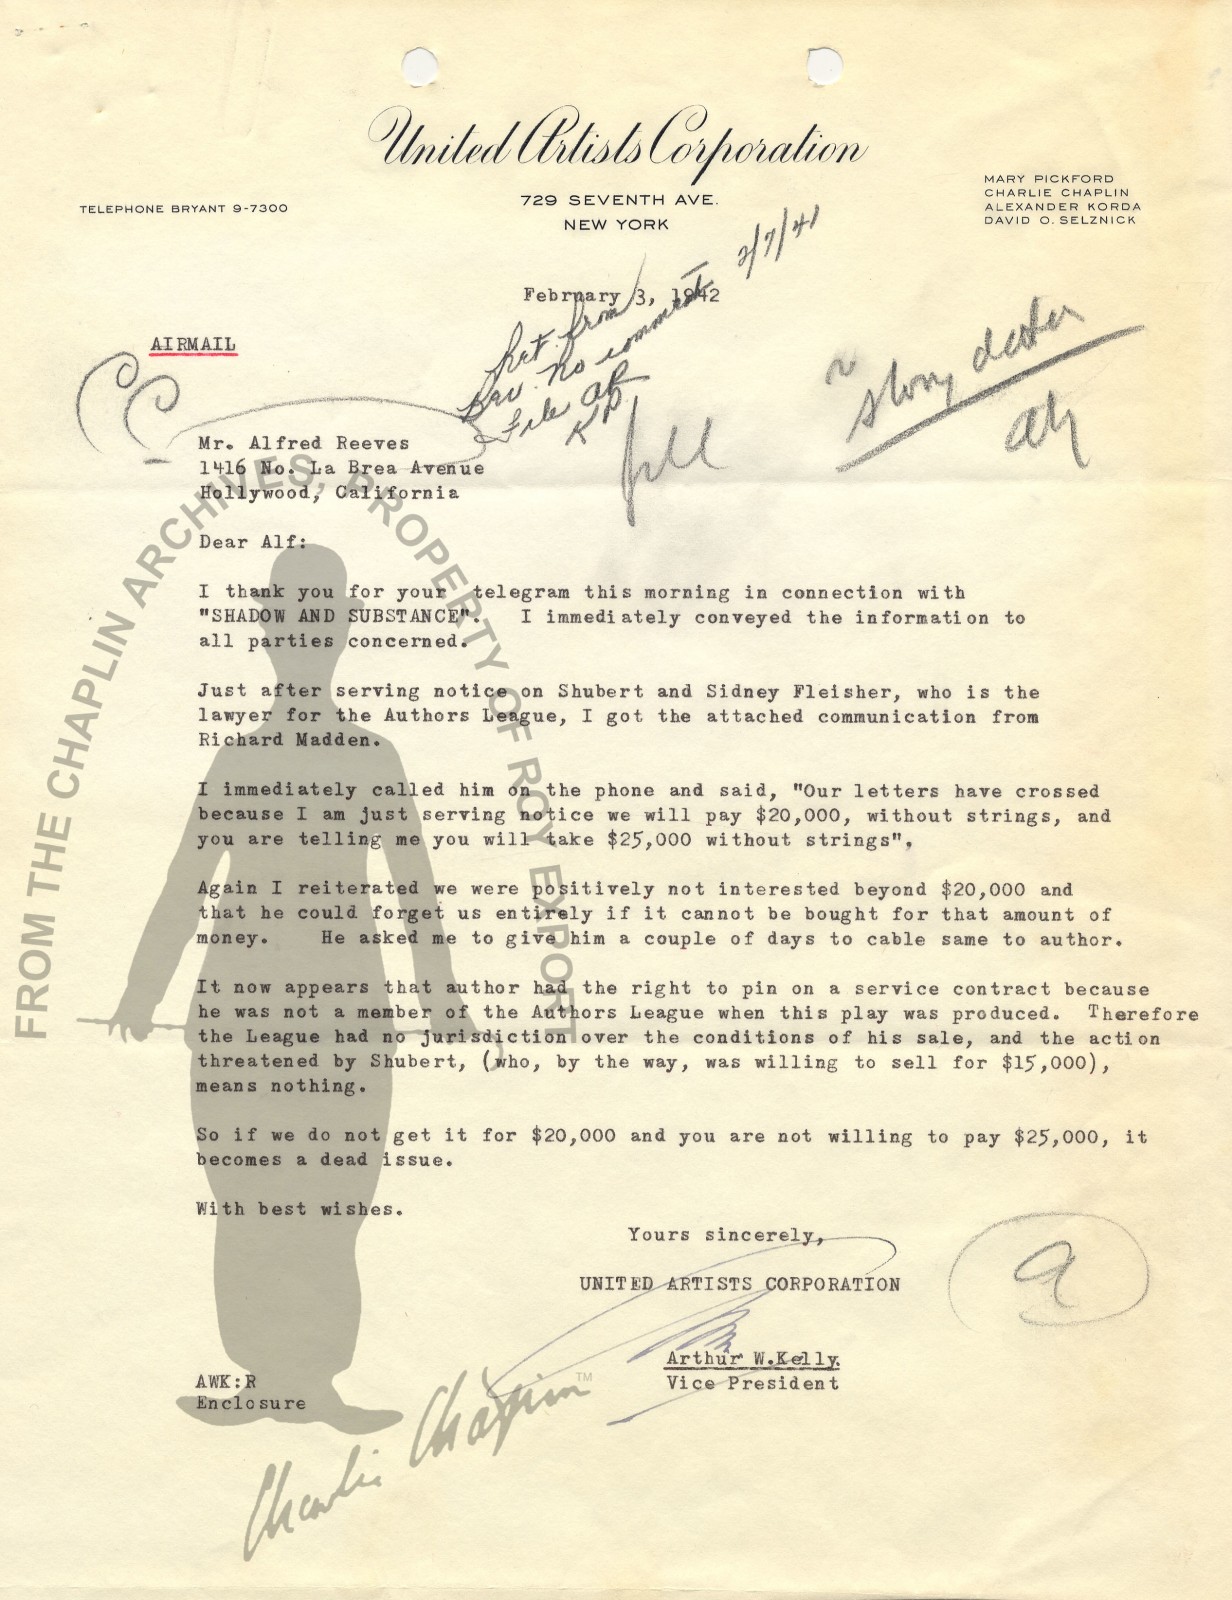 United Artists Corporation
729 SEVENTH AVE.
NEW YORK
TELEPHONE BRYANT 9-7300
MARY PICKFORD
CHARLIE CHAPLIN
ALEXANDER KORDA
DAVID O. SELZNICK
2/7/41
February 3, 1942
Ret. from
no comment
File
AIRMAIL
story
Mr. Alfred Reeves
1416 No. La Brea Avenue
Hollywood, California
Dear Alf:
I thank you for your telegram this morning in connection with
"SHADOW AND SUBSTANCE". I immediately conveyed the information to
all parties concerned.
Just after serving notice on Shubert and Sidney Fleisher, who is the
lawyer for the Authors League, I got the attached communication from
Richard Madden.
I immediately called him on the phone and said, "Our letters have crossed
because I am just serving notice we will pay $20,000, without strings, and
you are telling me you will take $25,000 without strings".
Again I reiterated we were positively not interested beyond $20,000 and
that he could forget us entirely if it cannot be bought for that amount of
money. He asked me to give him a couple of days to cable same to author.
It now appears that author had the right to pin on a service contract because
he was not a member of the Authors League when this play was produced. Therefore
the League had no jurisdiction over the conditions of his sale, and the action
threatened by Shubert, (who, by the way, was willing to sell for $15,000),
means nothing.
So if we do not get it for $20,000 and you are not willing to pay $25,000, it
becomes a dead issue.
With best wishes.
Yours sincerely,
UNITED ARTISTS CORPORATION
a
Arthur W.Kelly
Vice President
AWK:R
Enclosure
FROM THE CHAPLIN ARCHIVES, PROPERTY OF ROY EXPORT
Charlie Chaplin TM